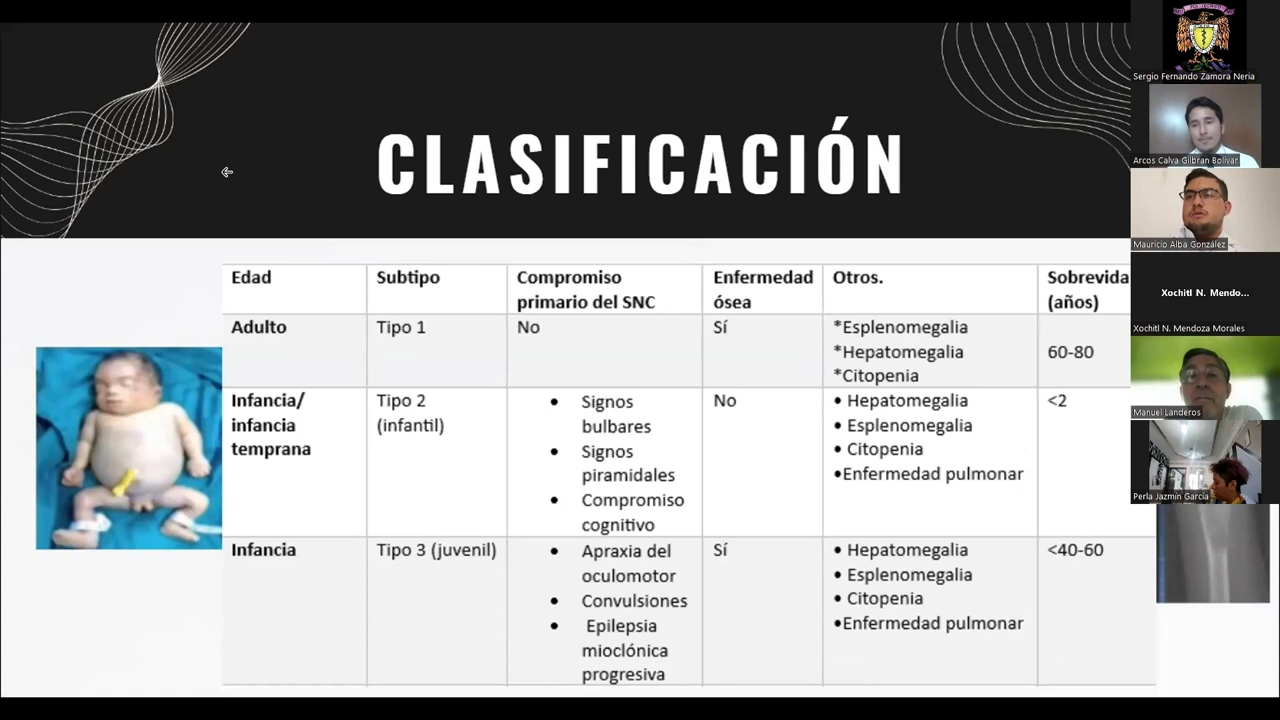 CLASIFICACIÓN
Edad
Subtipo
Compromiso
primario del SNC
Enfermedad
ósea
Otros.
Sobrevida
(años)
Adulto
Tipo 1
No
Sí
*Esplenomegalia
*Hepatomegalia
*Citopenia
60-80
Infancia/
infancia
temprana
Tipo 2
(infantil)
• Signos
bulbares
• Signos
piramidales
• Compromiso
cognitivo
No
• Hepatomegalia
• Esplenomegalia
• Citopenia
•Enfermedad pulmonar
<2
Infancia
Tipo 3 (juvenil)
• Apraxia del
oculomotor
• Convulsiones
• Epilepsia
mioclónica
progresiva
Sí
• Hepatomegalia
• Esplenomegalia
• Citopenia
•Enfermedad pulmonar
<40-60
Sergio Fernando Zamora Neria
Arcos Calva Gilbran Bolivar
Mauricio Alba González
Xochitl N. Mendo...
Xochitl N. Mendoza Morales
Manuel Landeros
Perla Jazmín García